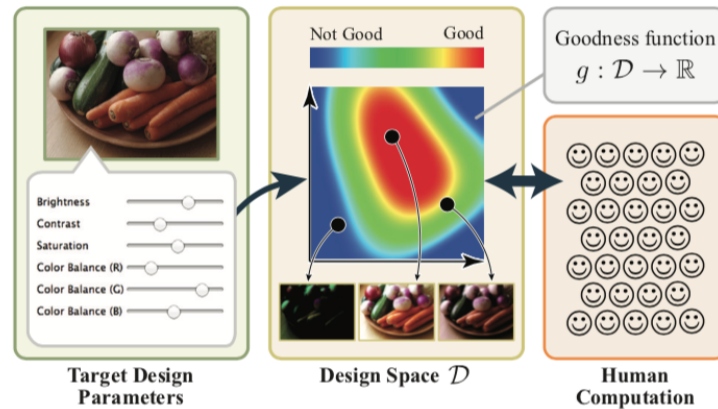 Brightness
Contrast
Saturation
Color Balance (R)
Color Balance (G)
Color Balance (B)
Target Design
Parameters
Not Good Good
Design Space 𝒟
Goodness function
g : 𝒟 → ℝ
Human
Computation